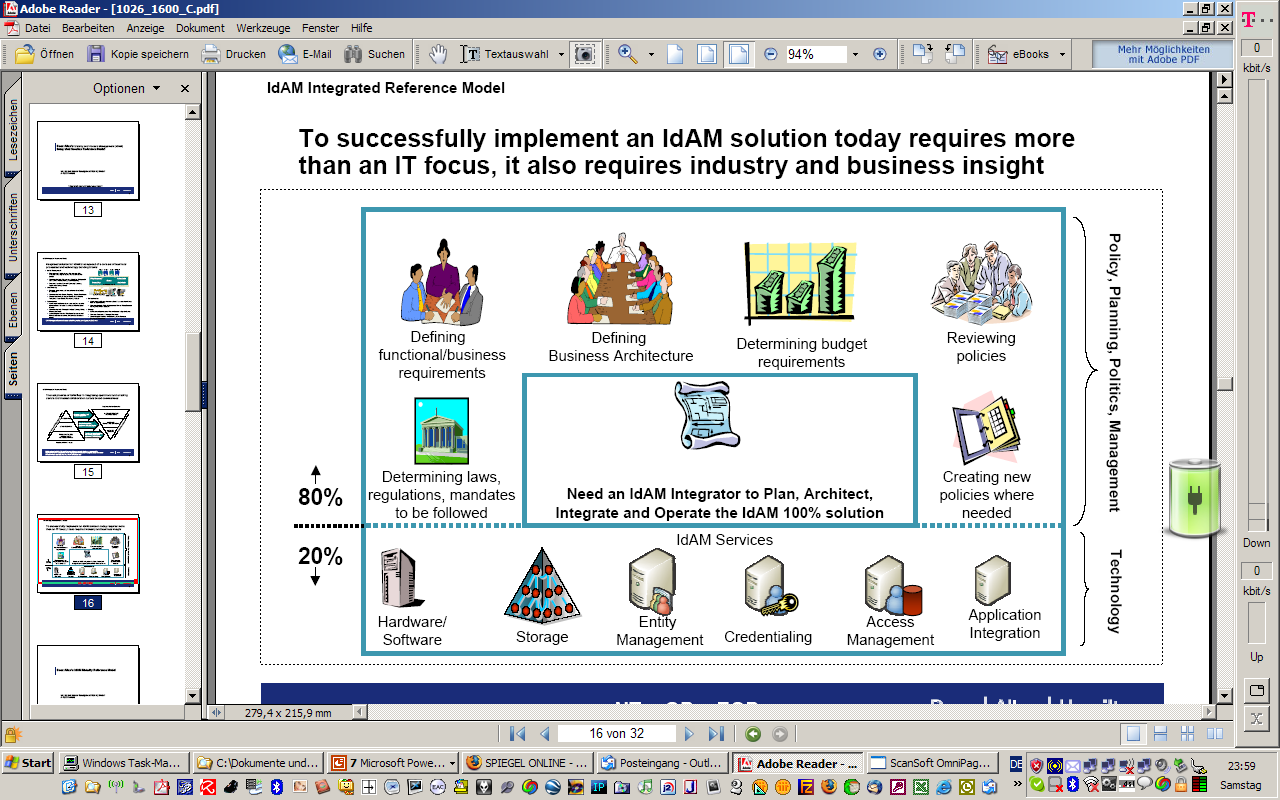 Adobe Reader - [1026_1600_C.pdf]
Datei Bearbeiten Anzeige Dokument Werkzeuge Fenster Hilfe
Öffnen Kopie speichern Drucken E-Mail Suchen Textauswahl 94% eBooks
Mehr Möglichkeiten
mit Adobe PDF
Optionen
Lesezeichen
Unterschriften
Ebenen
Seiten
13
14
15
16
IdAM Integrated Reference Model
To successfully implement an IdAM solution today requires more
than an IT focus, it also requires industry and business insight
Defining
functional/business
requirements
Defining
Business Architecture
Determining budget
requirements
Reviewing
policies
Determining laws,
regulations, mandates
to be followed
Need an IdAM Integrator to Plan, Architect,
Integrate and Operate the IdAM 100% solution
Creating new
policies where
needed
80%
20%
IdAM Services
Hardware/
Software
Storage
Entity
Management
Credentialing
Access
Management
Application
Integration
Policy , Planning, Politics, Management
Technology
279,4 x 215,9 mm
16 von 32
T
0
kbit/s
Down
0
kbit/s
Up
Start
Windows Task-Ma...
C:\Dokumente und...
7 Microsoft Powe...
SPIEGEL ONLINE - ...
Posteingang - Outl...
Adobe Reader - ...
ScanSoft OmniPag...
DE
23:59
Samstag